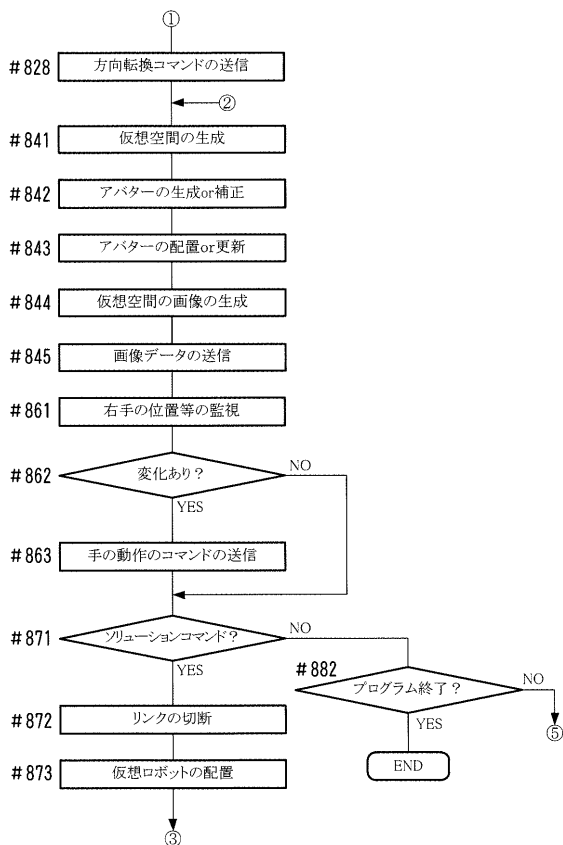 ①
#828 方向転換コマンドの送信
②
#841 仮想空間の生成
#842 アバターの生成or補正
#843 アバターの配置or更新
#844 仮想空間の画像の生成
#845 画像データの送信
#861 右手の位置等の監視
#862 変化あり? NO
YES
#863 手の動作のコマンドの送信
#871 ソリューションコマンド? NO
YES
#882 プログラム終了? NO
YES
⑤
#872 リンクの切断
END
#873 仮想ロボットの配置
③